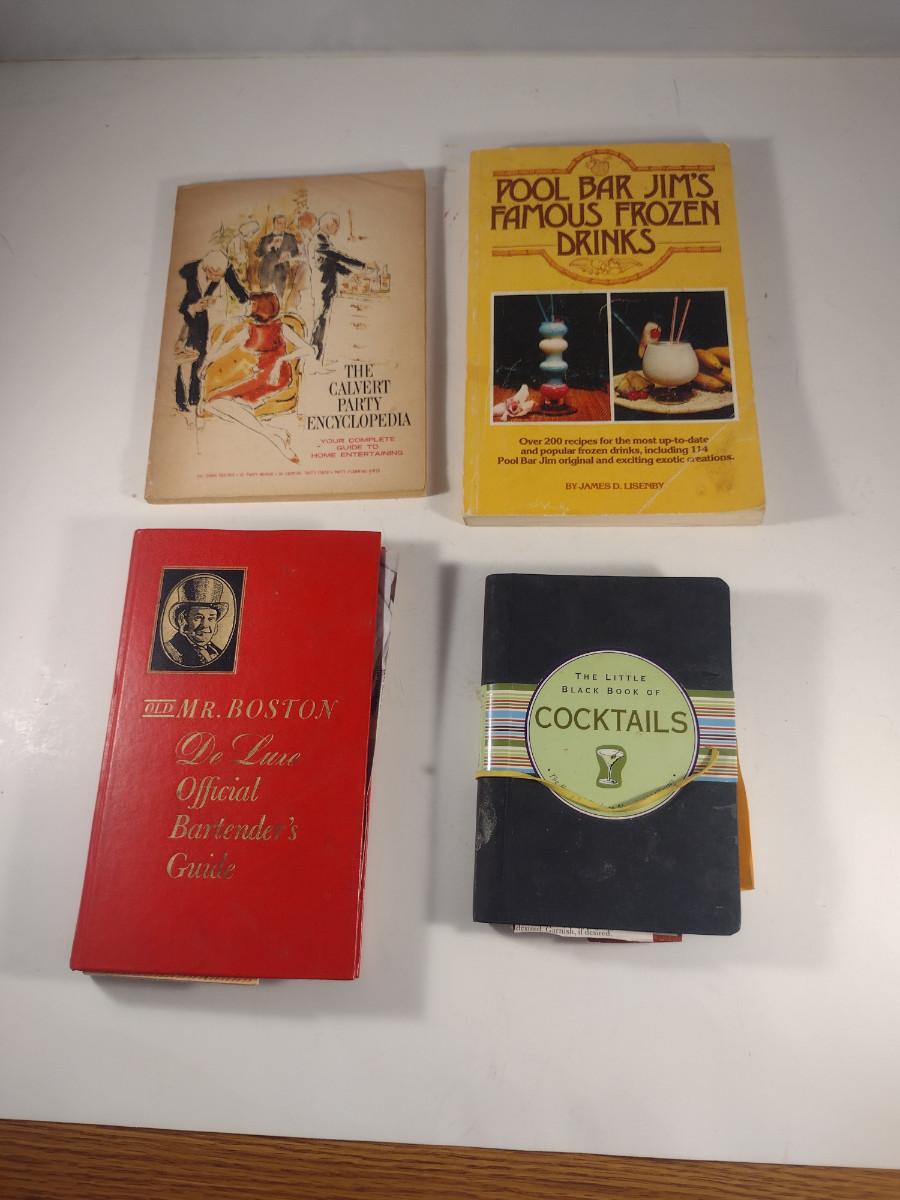 THE
CALVERT
PARTY
ENCYCLOPEDIA
YOUR COMPLETE
GUIDE TO
HOME ENTERTAINING
POOL BAR JIM'S
FAMOUS FROZEN
DRINKS
Over 200 recipes for the most up-to-date
and popular frozen drinks, including 114
Pool Bar Jim original and exciting exotic creations.
BY JAMES D. LISENBY
OLD MR. BOSTON
De Luxe
Official
Bartender's
Guide
THE LITTLE
BLACK BOOK OF
COCKTAILS
desired. Garnish, if desired.